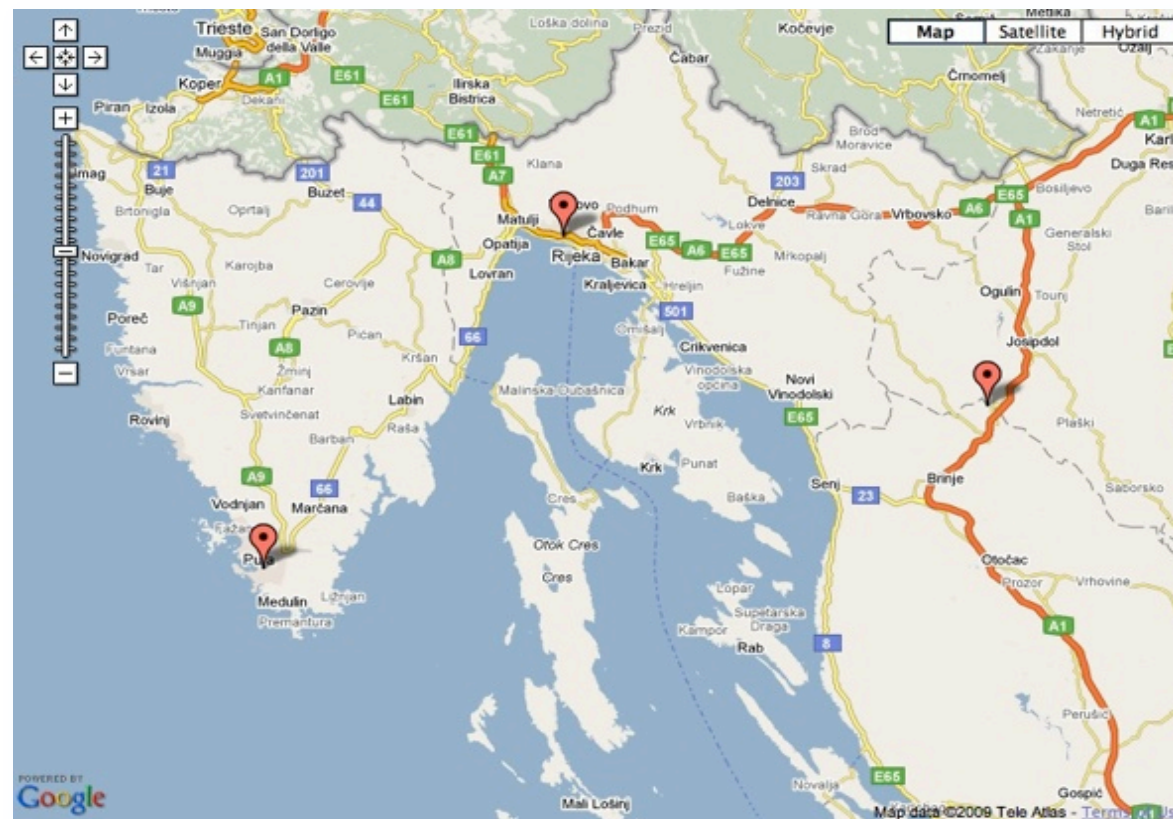 Trieste
San Dorligo
della Valle
Muggia
Loška dolina
Prezid
Kočevje
Map
Satellite
Hybrid
Čabar
Ozalj
Zakanje
Koper
A1
E61
E61
Ilirska
Bistrica
Dekani
Črnomelj
Piran
Izola
E61
Netretić
A1
Brod
Moravice
E61
A7
Klana
Skrad
Duga Res
21
201
203
E65
Bosiljevo
Buje
Buzet
44
Delnice
Brtonigla
Oprtalj
Matulji
Podhum
Ravna Gora
Vrbovsko
A6
A1
Lokve
Opatija
Čavle
E65
A6
E65
Generalski
Stol
Novigrad
Tar
Karojba
A8
Rijeka
Bakar
Fužine
Mrkopalj
Lovran
Višnjan
Cerovlje
Kraljevica
Hreljin
Ogulin
Tounj
A9
Pazin
501
Poreč
Tinjan
Pićan
66
Omišalj
Josipdol
Funtana
A8
Crikvenica
Vrsar
Žminj
Kršan
Vinodolska
općina
Kanfanar
Malinska-Dubašnica
Novi
Vinodolski
Labin
Krk
Rovinj
Svetvinčenat
E65
Plaški
Barban
Raša
Vrbnik
Krk
Punat
A9
66
Senj
23
Brinje
Saborsko
Vodnjan
Marčana
Cres
Baška
Pula
Otok Cres
Otočac
Cres
Prozor
Vrhovine
Medulin
Ližnjan
Lopar
Premantura
Supetarska
Draga
Kampor
A1
Rab
8
Perušić
POWERED BY
Google
Novalja
E65
Gospić
Mali Lošinj
Map data ©2009 Tele Atlas - Terms of Us